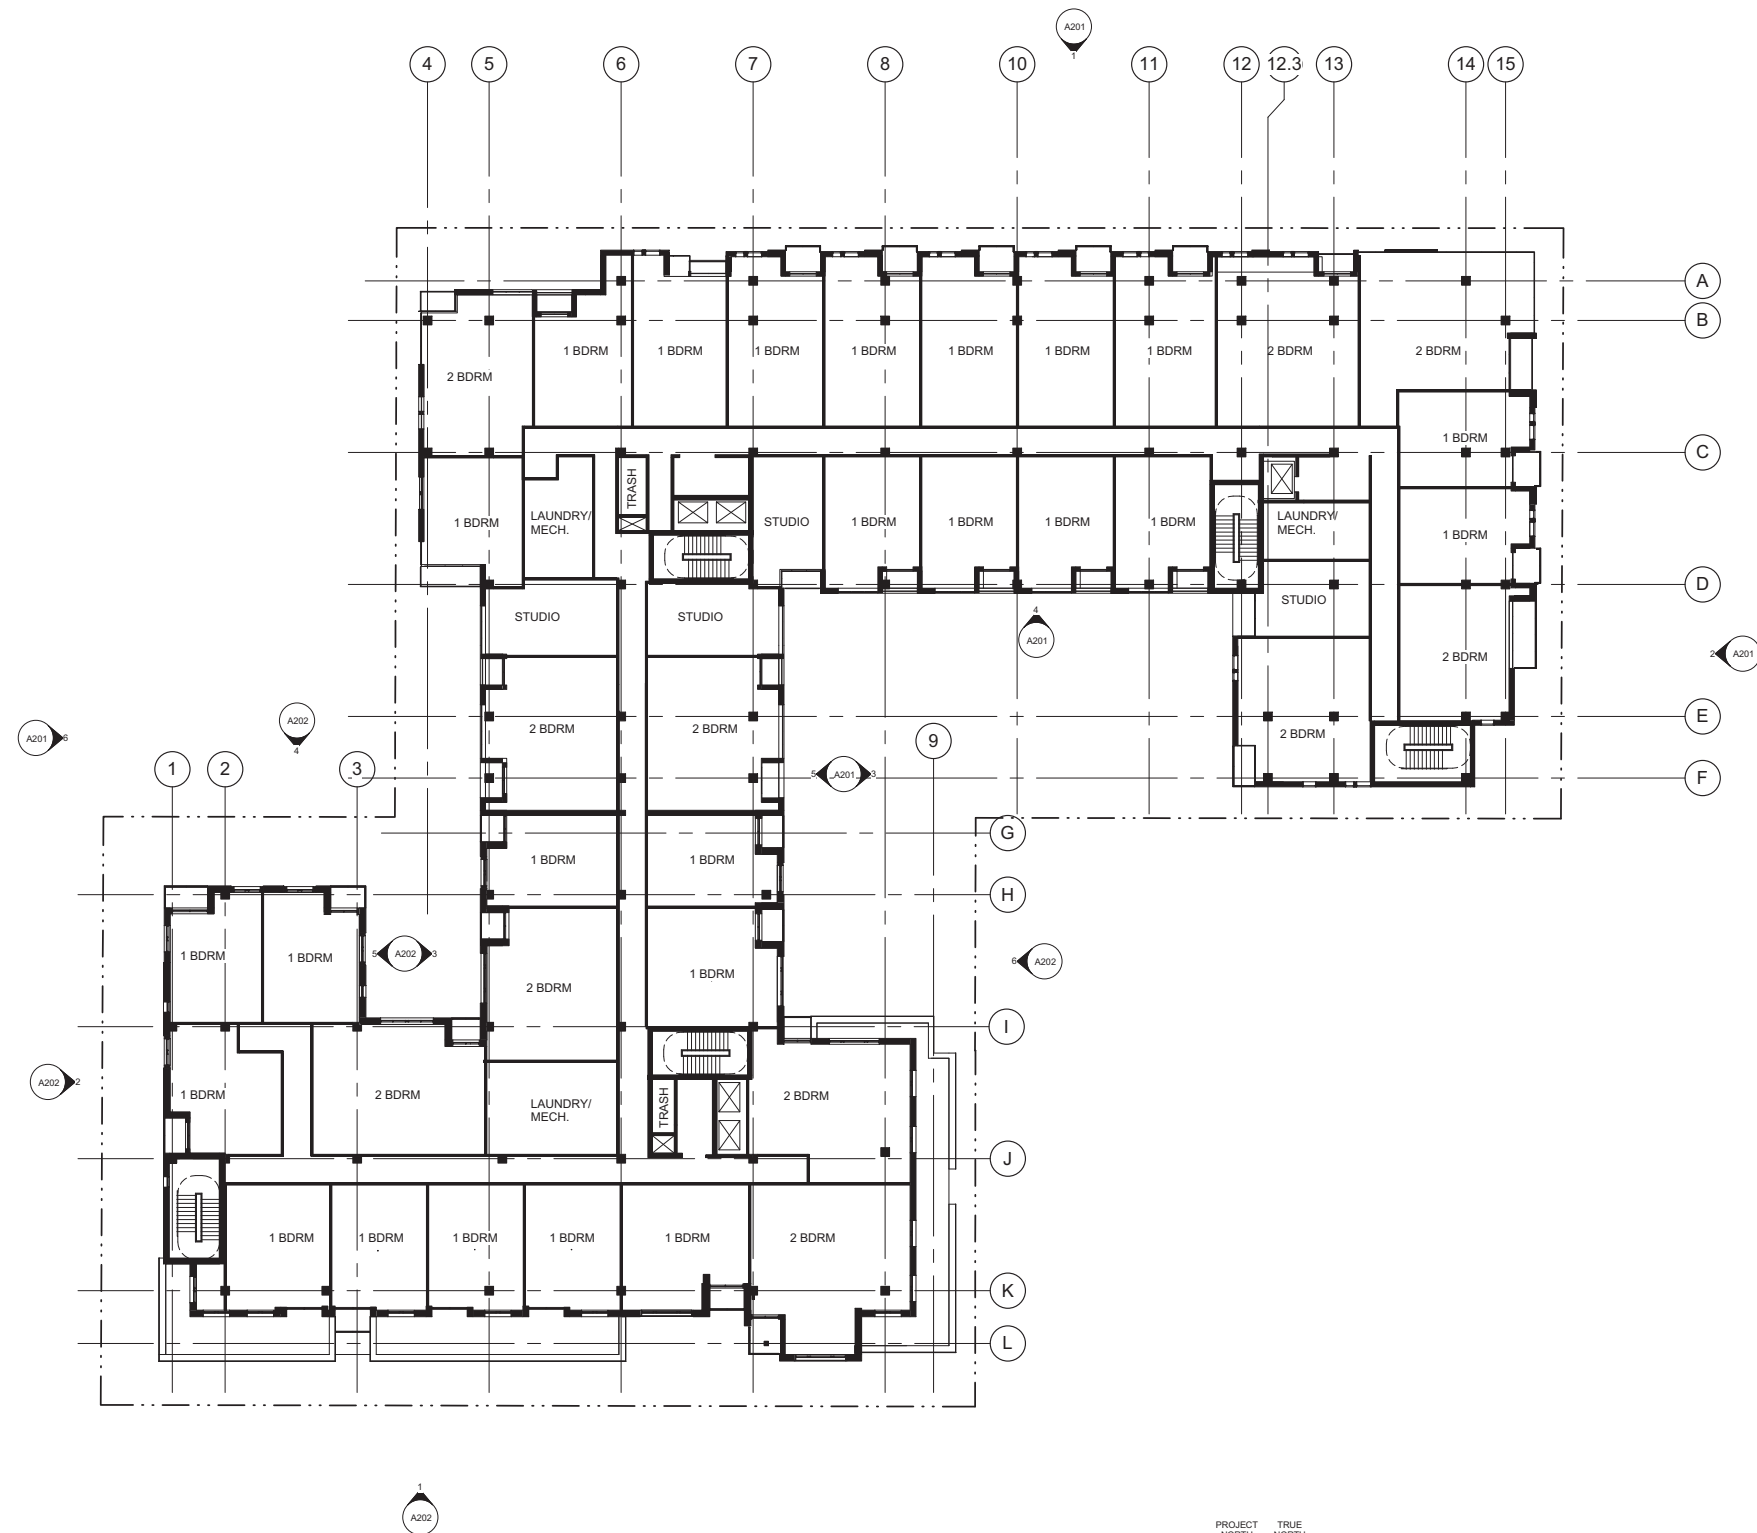 A201
1
4
5
6
7
8
10
11
12
12.3
13
14
15
A
B
1 BDRM
1 BDRM
1 BDRM
1 BDRM
1 BDRM
1 BDRM
1 BDRM
2 BDRM
2 BDRM
2 BDRM
1 BDRM
C
TRASH
1 BDRM
LAUNDRY/
MECH.
STUDIO
1 BDRM
1 BDRM
1 BDRM
1 BDRM
LAUNDRY/
MECH.
1 BDRM
D
STUDIO
STUDIO
STUDIO
4
A201
2 BDRM
2
A201
A202
4
A201
6
2 BDRM
2 BDRM
2 BDRM
E
9
1
2
3
5
A201
3
F
G
1 BDRM
1 BDRM
H
1 BDRM
1 BDRM
5
A202
3
6
A202
2 BDRM
1 BDRM
I
A202
2
1 BDRM
2 BDRM
LAUNDRY/
MECH.
TRASH
2 BDRM
J
1 BDRM
1 BDRM
1 BDRM
1 BDRM
1 BDRM
2 BDRM
K
L
1
A202
PROJECT
NORTH
TRUE
NORTH